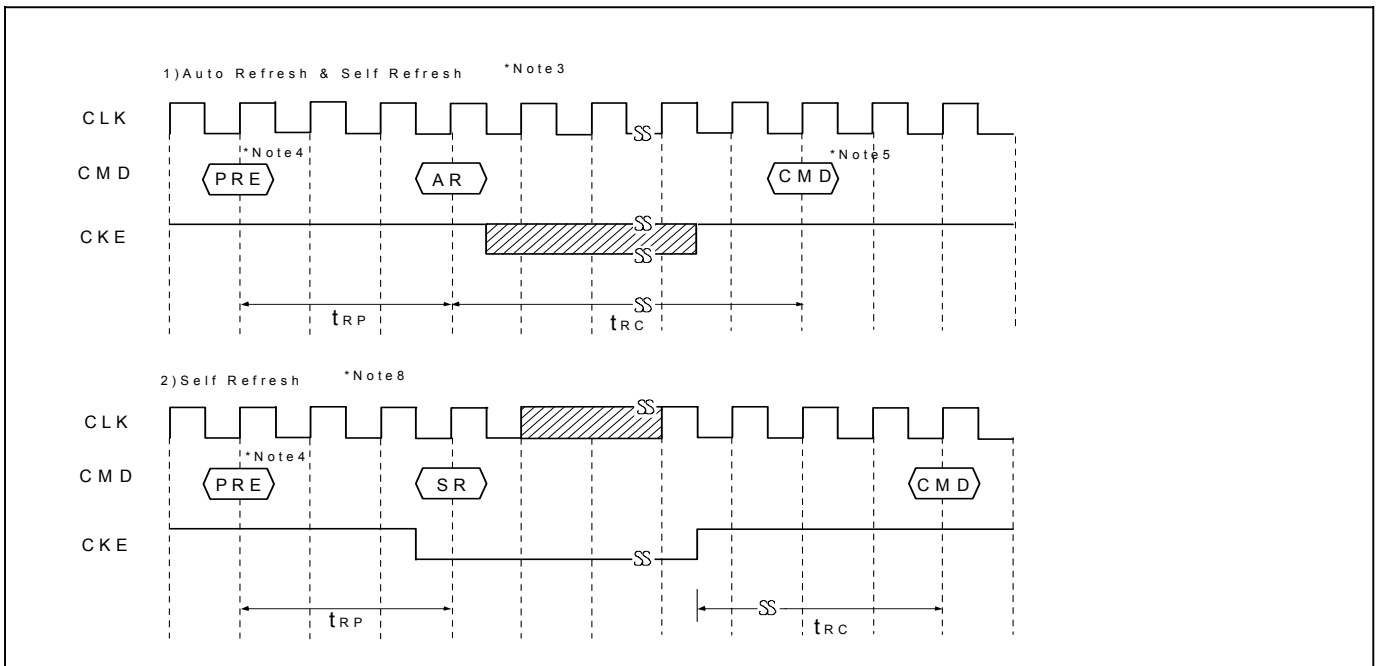 1)Auto Refresh & Self Refresh *Note3
CLK
*Note4 *Note5
CMD PRE AR CMD
CKE
tRP tRC
2)Self Refresh *Note8
CLK
*Note4
CMD PRE SR CMD
CKE
tRP tRC